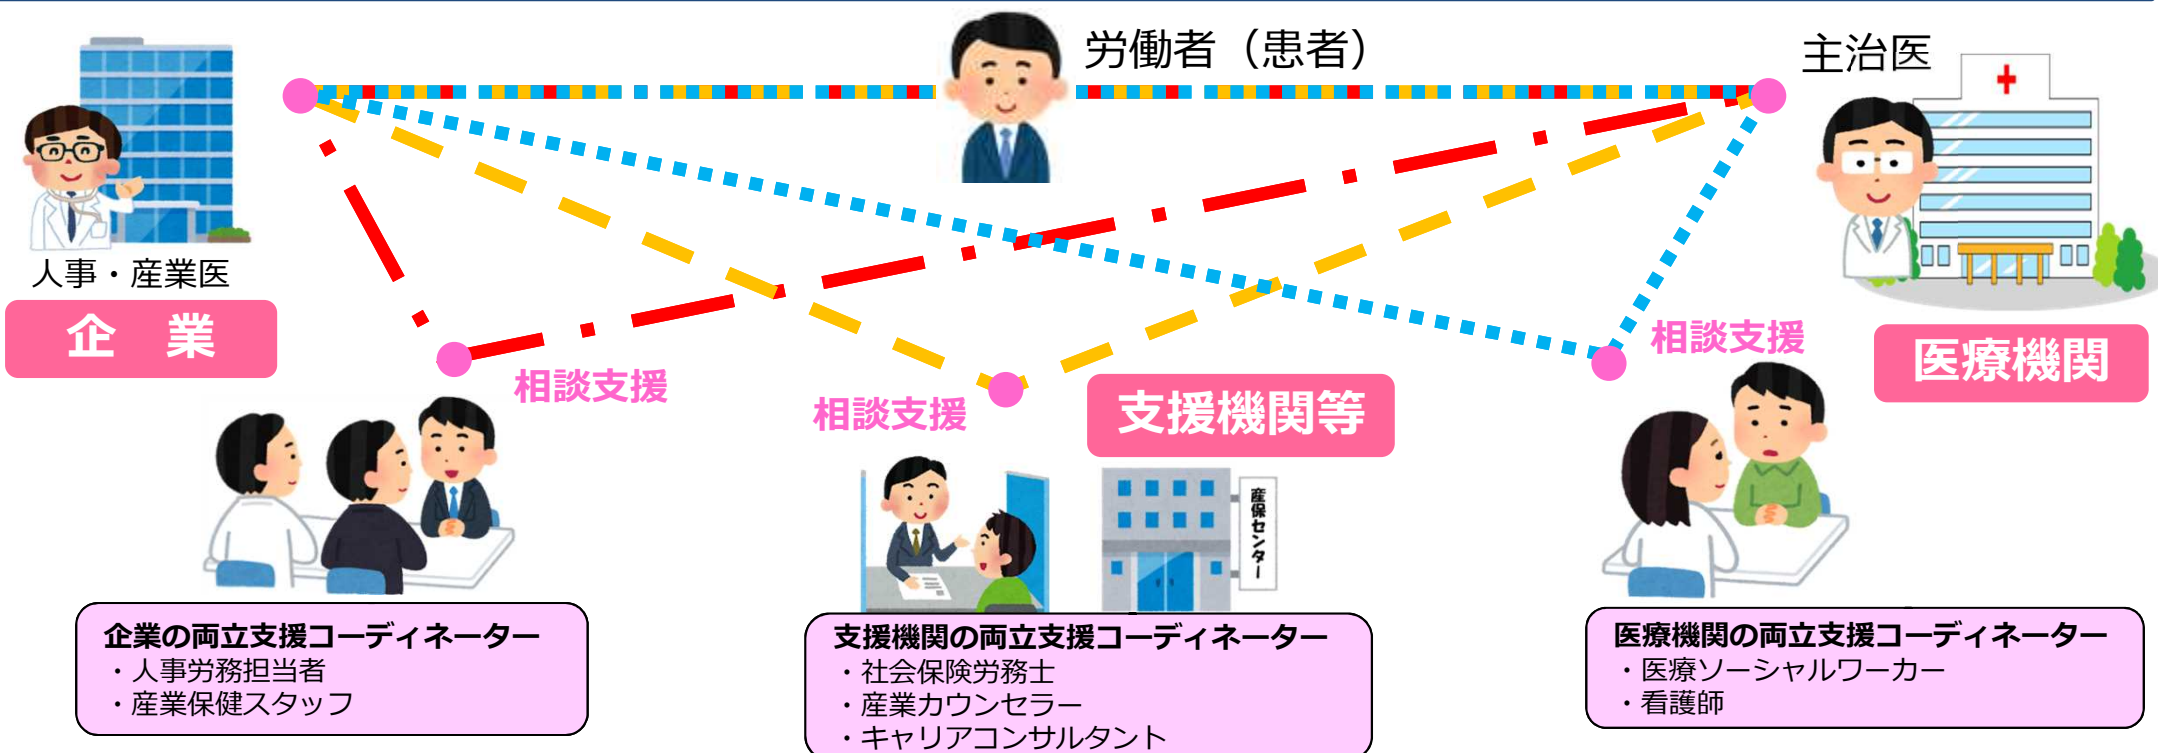 労働者（患者）
主治医
人事・産業医
企　業
相談支援
相談支援
支援機関等
相談支援
医療機関
産保センター
企業の両立支援コーディネーター
・人事労務担当者
・産業保健スタッフ
支援機関の両立支援コーディネーター
・社会保険労務士
・産業カウンセラー
・キャリアコンサルタント
医療機関の両立支援コーディネーター
・医療ソーシャルワーカー
・看護師